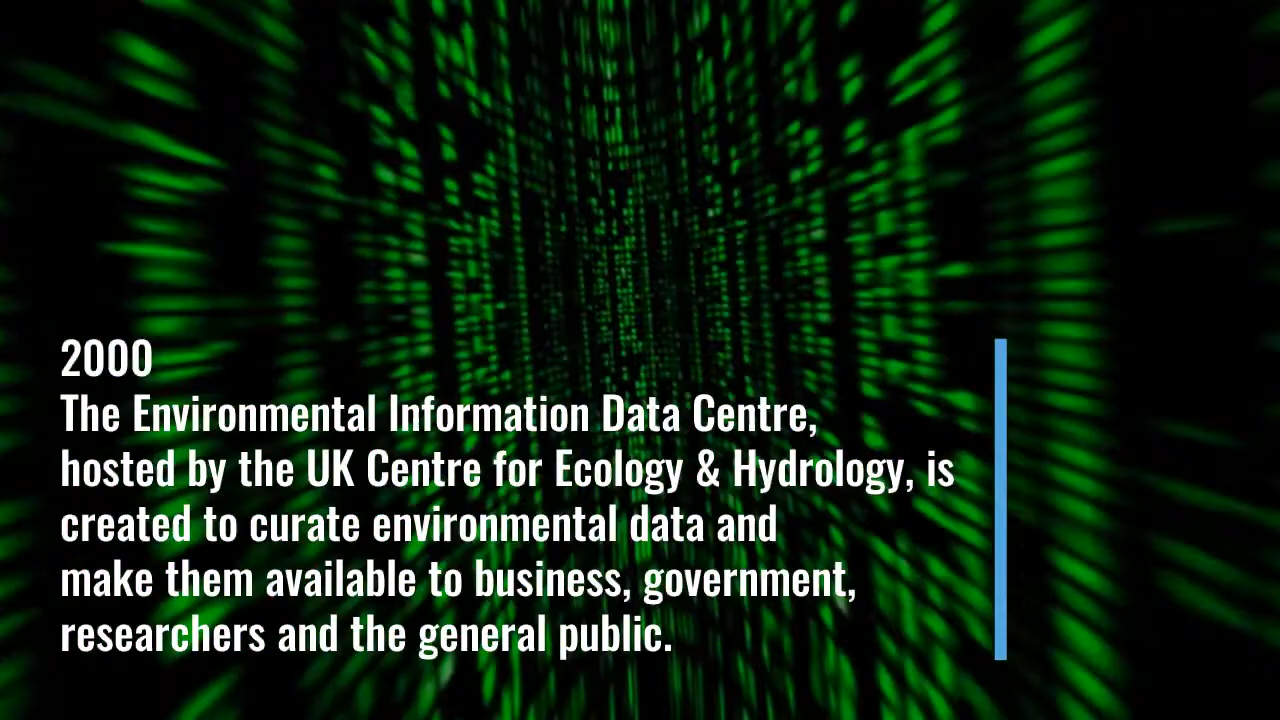 2000
The Environmental Information Data Centre,
hosted by the UK Centre for Ecology & Hydrology, is
created to curate environmental data and
make them available to business, government,
researchers and the general public.